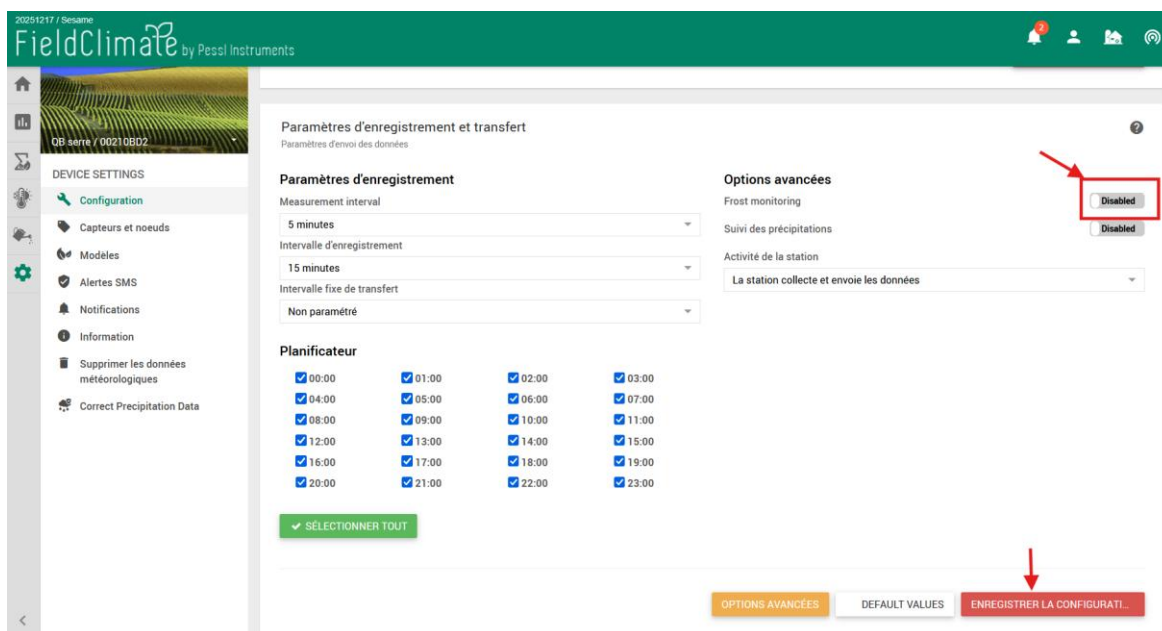 20251217 / Sesame
FieldClimate by Pessl Instruments
2
QB serre / 00210BD2
DEVICE SETTINGS
Configuration
Capteurs et noeuds
Modèles
Alertes SMS
Notifications
Information
Supprimer les données
météorologiques
Correct Precipitation Data
Paramètres d'enregistrement et transfert
Paramètres d'envoi des données
Paramètres d'enregistrement
Measurement interval
5 minutes
Intervalle d'enregistrement
15 minutes
Intervalle fixe de transfert
Non paramétré
Options avancées
Frost monitoring
Disabled
Suivi des précipitations
Disabled
Activité de la station
La station collecte et envoie les données
Planificateur
00:00 01:00 02:00 03:00
04:00 05:00 06:00 07:00
08:00 09:00 10:00 11:00
12:00 13:00 14:00 15:00
16:00 17:00 18:00 19:00
20:00 21:00 22:00 23:00
SÉLECTIONNER TOUT
OPTIONS AVANCÉES DEFAULT VALUES ENREGISTRER LA CONFIGURATI...